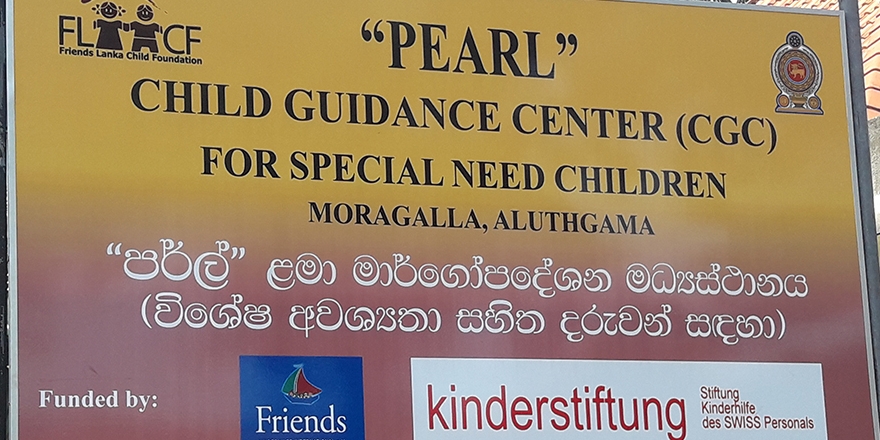 FLCF
Friends Lanka Child Foundation
“PEARL”
CHILD GUIDANCE CENTER (CGC)
FOR SPECIAL NEED CHILDREN
MORAGALLA, ALUTHGAMA
“පර්ල්” ළමා මාර්ගෝපදේශන මධ්‍යස්ථානය
(විශේෂ අවශ්‍යතා සහිත දරුවන් සඳහා)
Funded by:
Friends
kinderstiftung
Stiftung
Kinderhilfe
des SWISS Personals